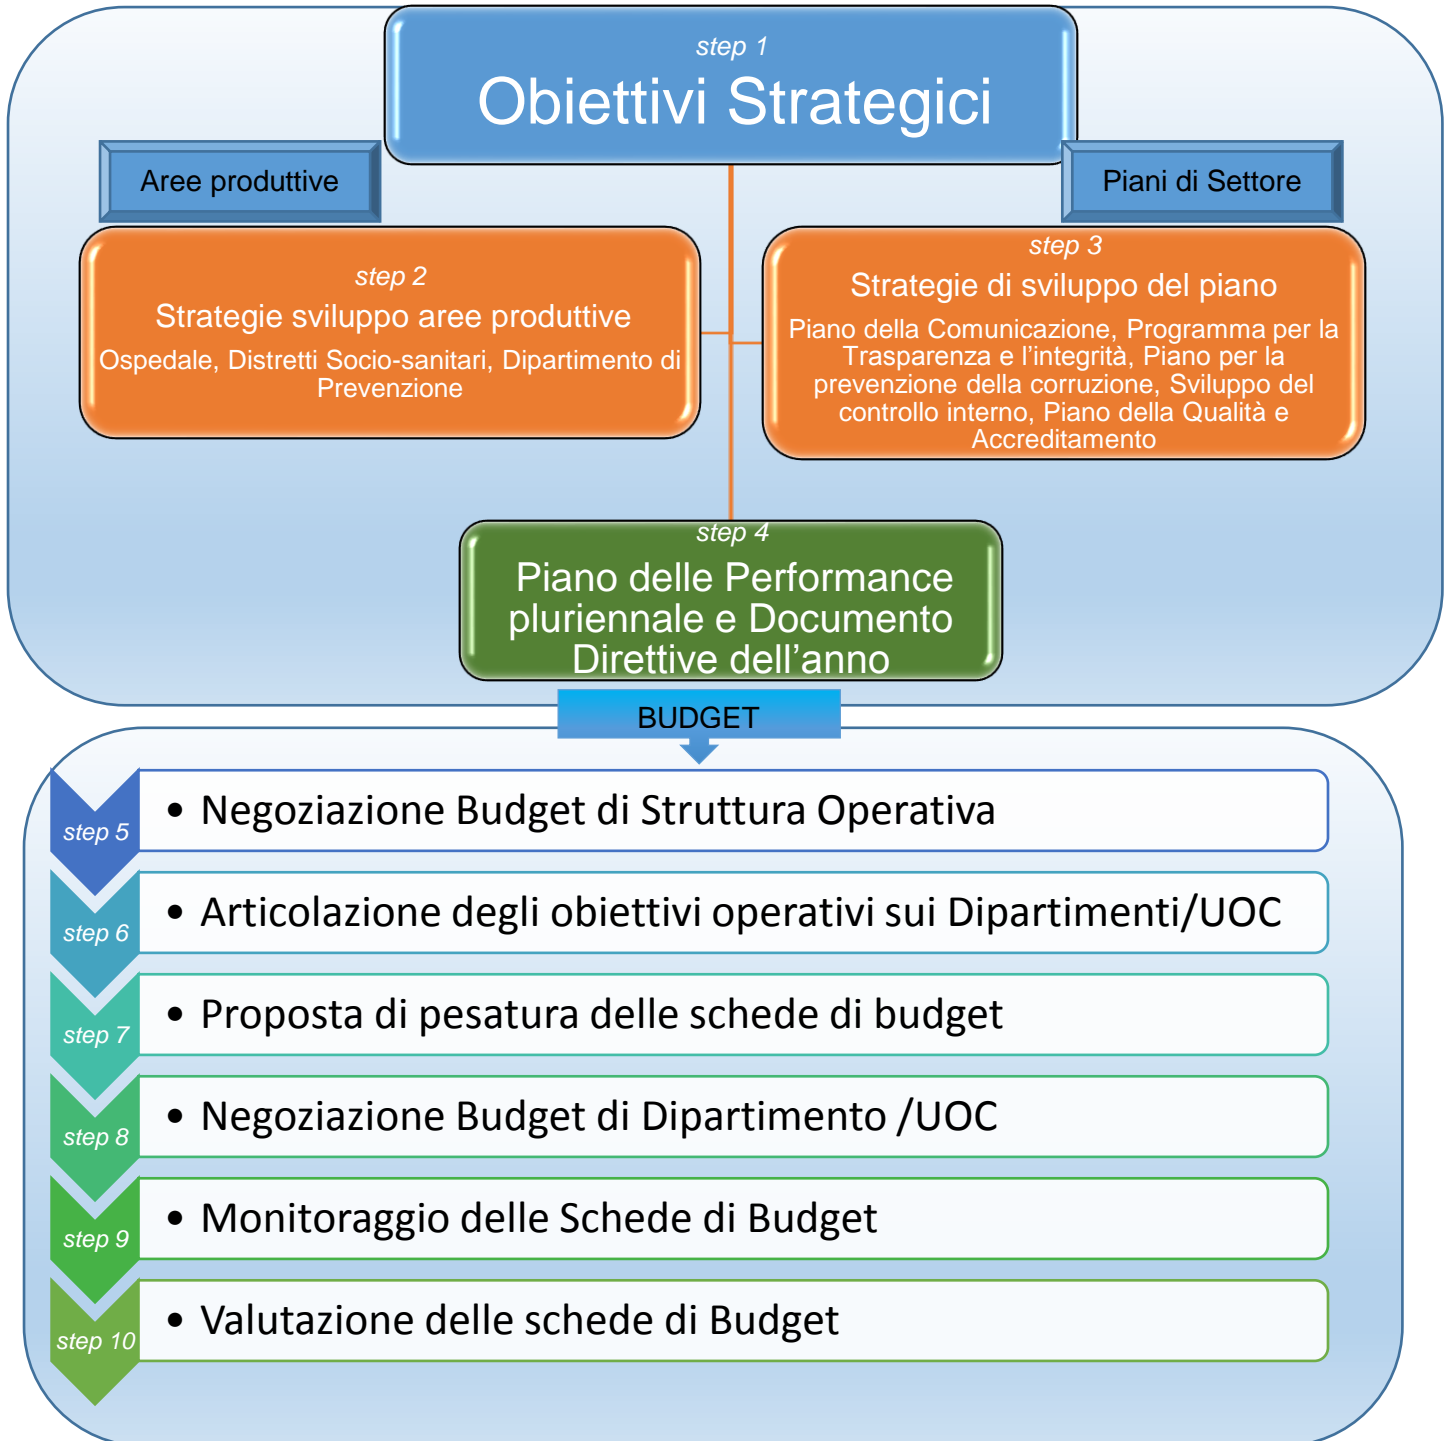 step 1
Obiettivi Strategici
Aree produttive
Piani di Settore
step 2
Strategie sviluppo aree produttive
Ospedale, Distretti Socio-sanitari, Dipartimento di
Prevenzione
step 3
Strategie di sviluppo del piano
Piano della Comunicazione, Programma per la
Trasparenza e l’integrità, Piano per la
prevenzione della corruzione, Sviluppo del
controllo interno, Piano della Qualità e
Accreditamento
step 4
Piano delle Performance
pluriennale e Documento
Direttive dell’anno
BUDGET
step 5
• Negoziazione Budget di Struttura Operativa
step 6
• Articolazione degli obiettivi operativi sui Dipartimenti/UOC
step 7
• Proposta di pesatura delle schede di budget
step 8
• Negoziazione Budget di Dipartimento /UOC
step 9
• Monitoraggio delle Schede di Budget
step 10
• Valutazione delle schede di Budget